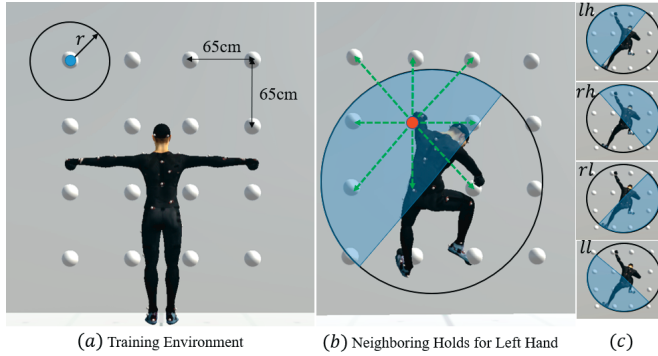 r
65cm
65cm
lh
rh
rl
ll
(a) Training Environment
(b) Neighboring Holds for Left Hand
(c)